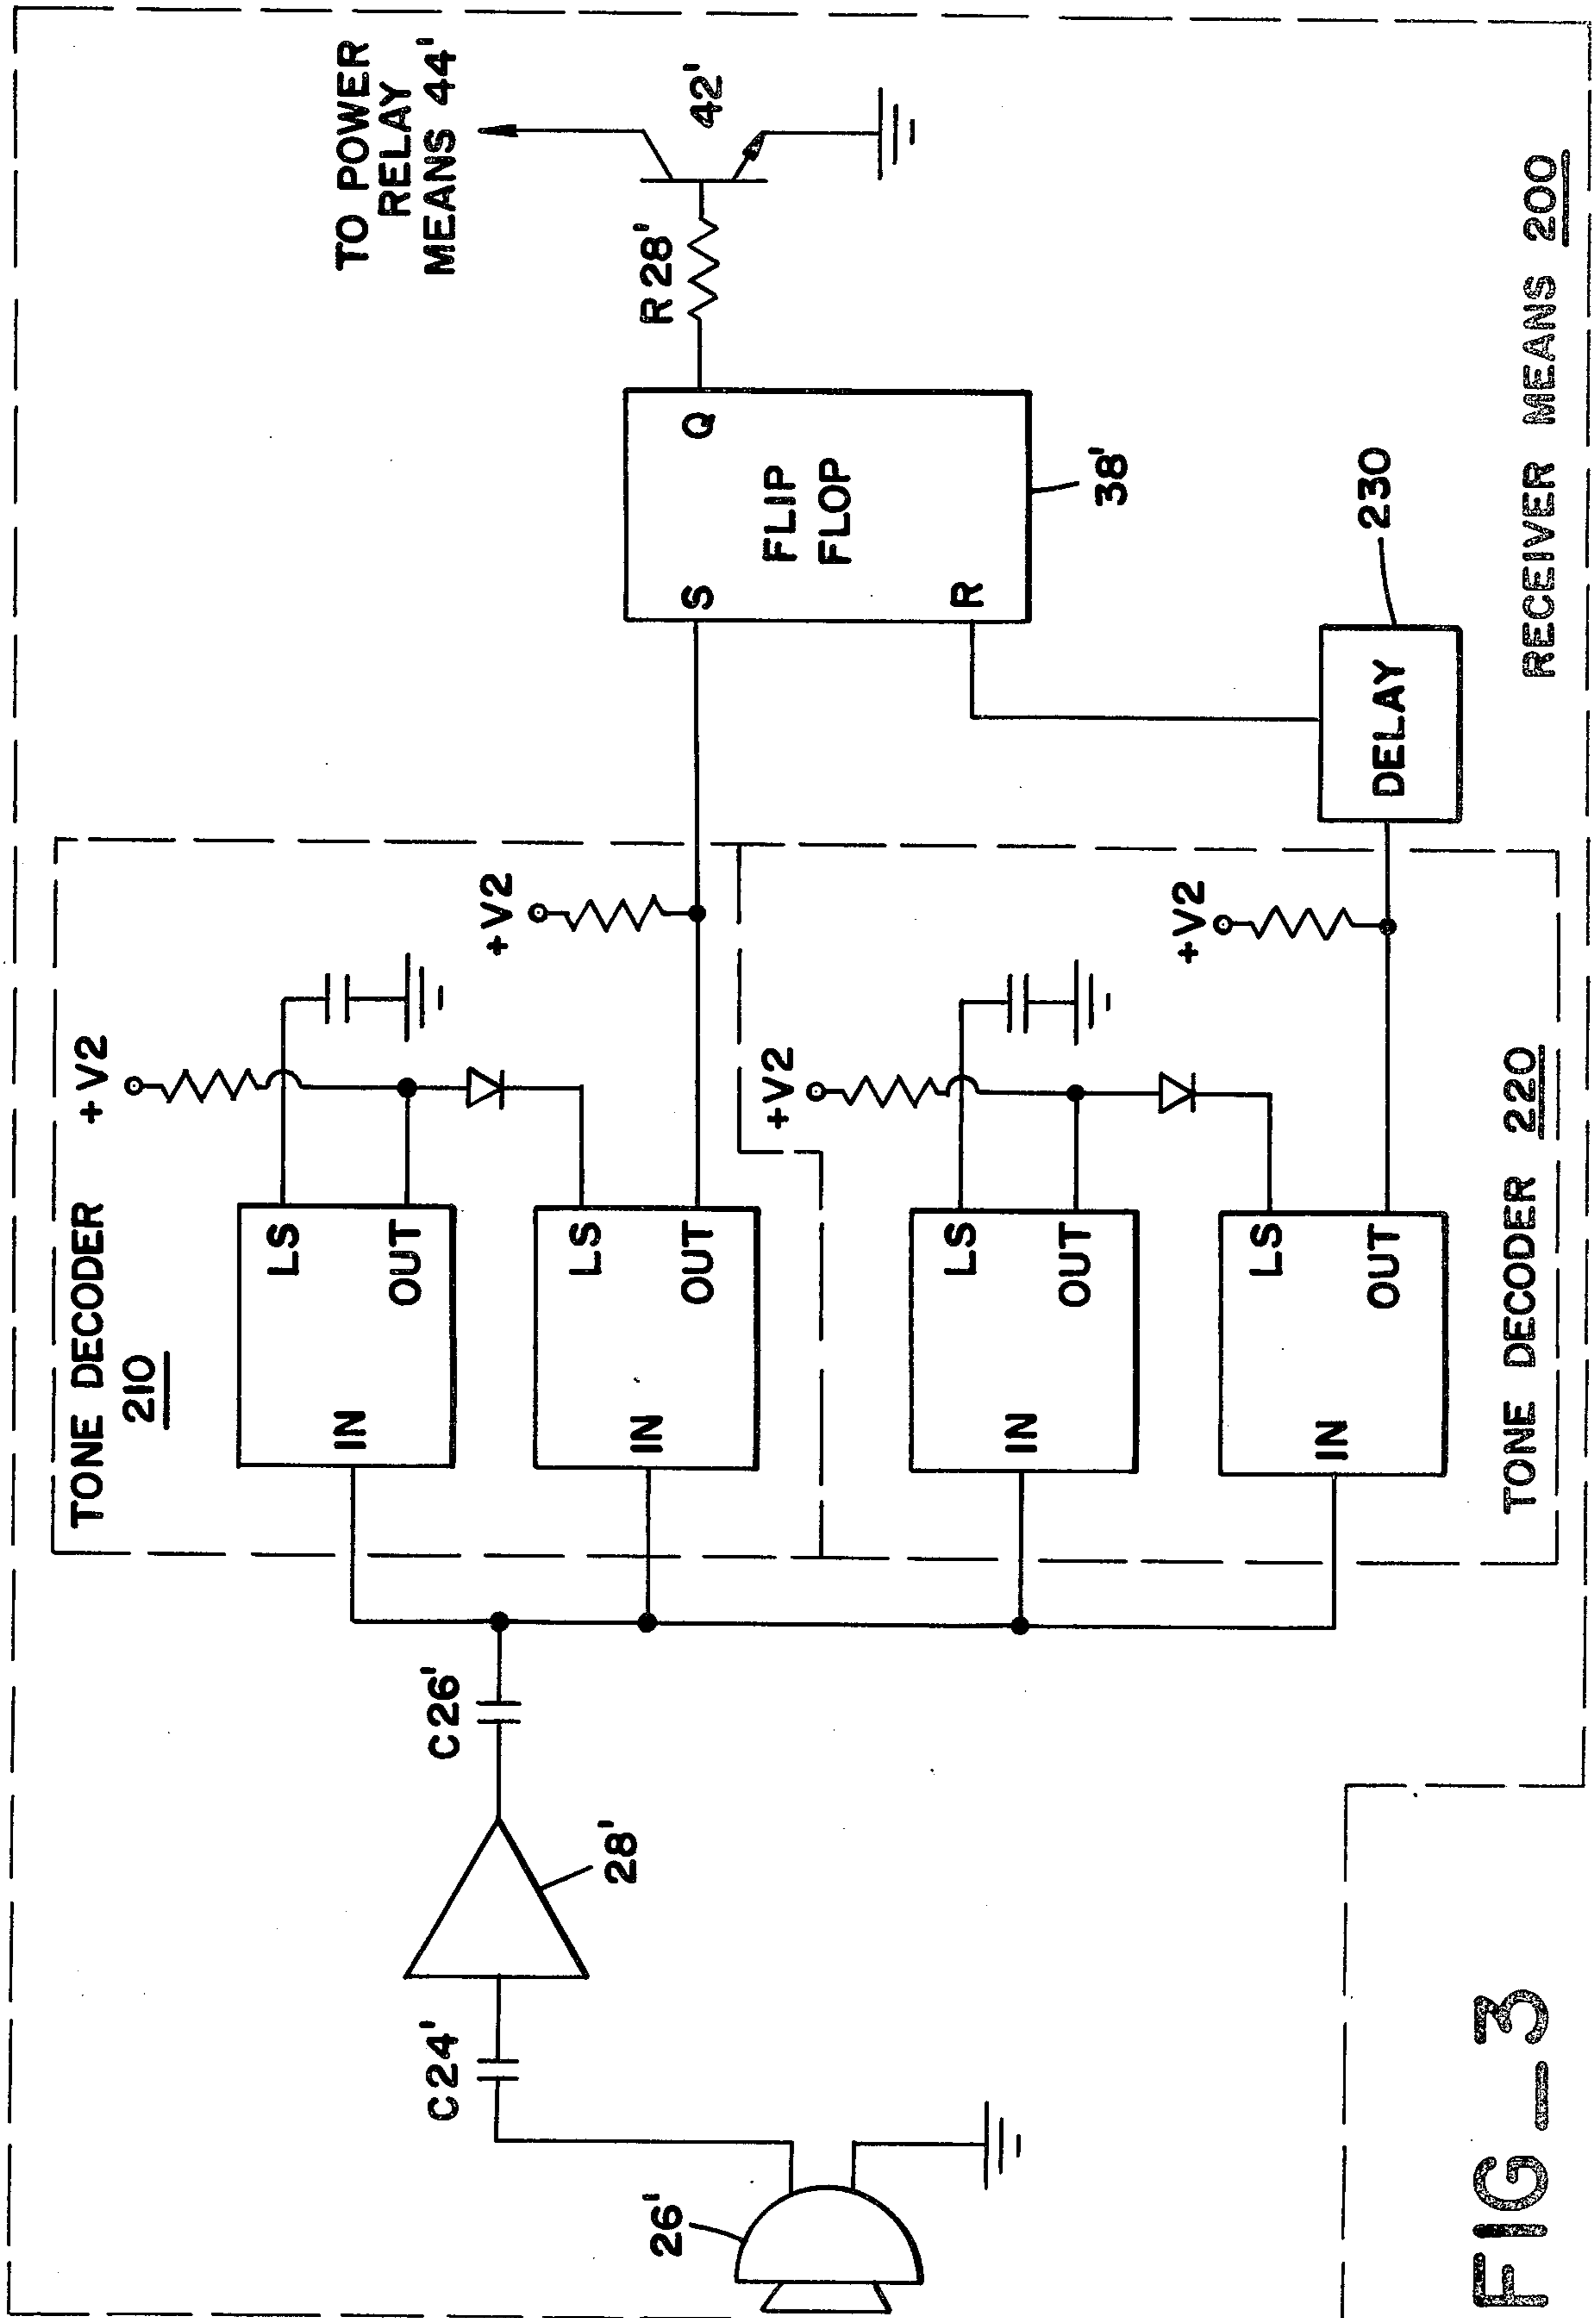 TO POWER
RELAY
MEANS 44'
42'
R28'
Q
FLIP
FLOP
S
R
38'
230
DELAY
RECEIVER MEANS 200
TONE DECODER
210
+V2
LS
OUT
IN
LS
OUT
IN
+V2
+V2
LS
OUT
IN
LS
OUT
IN
+V2
TONE DECODER 220
C26'
28'
C24'
26'
FIG_3